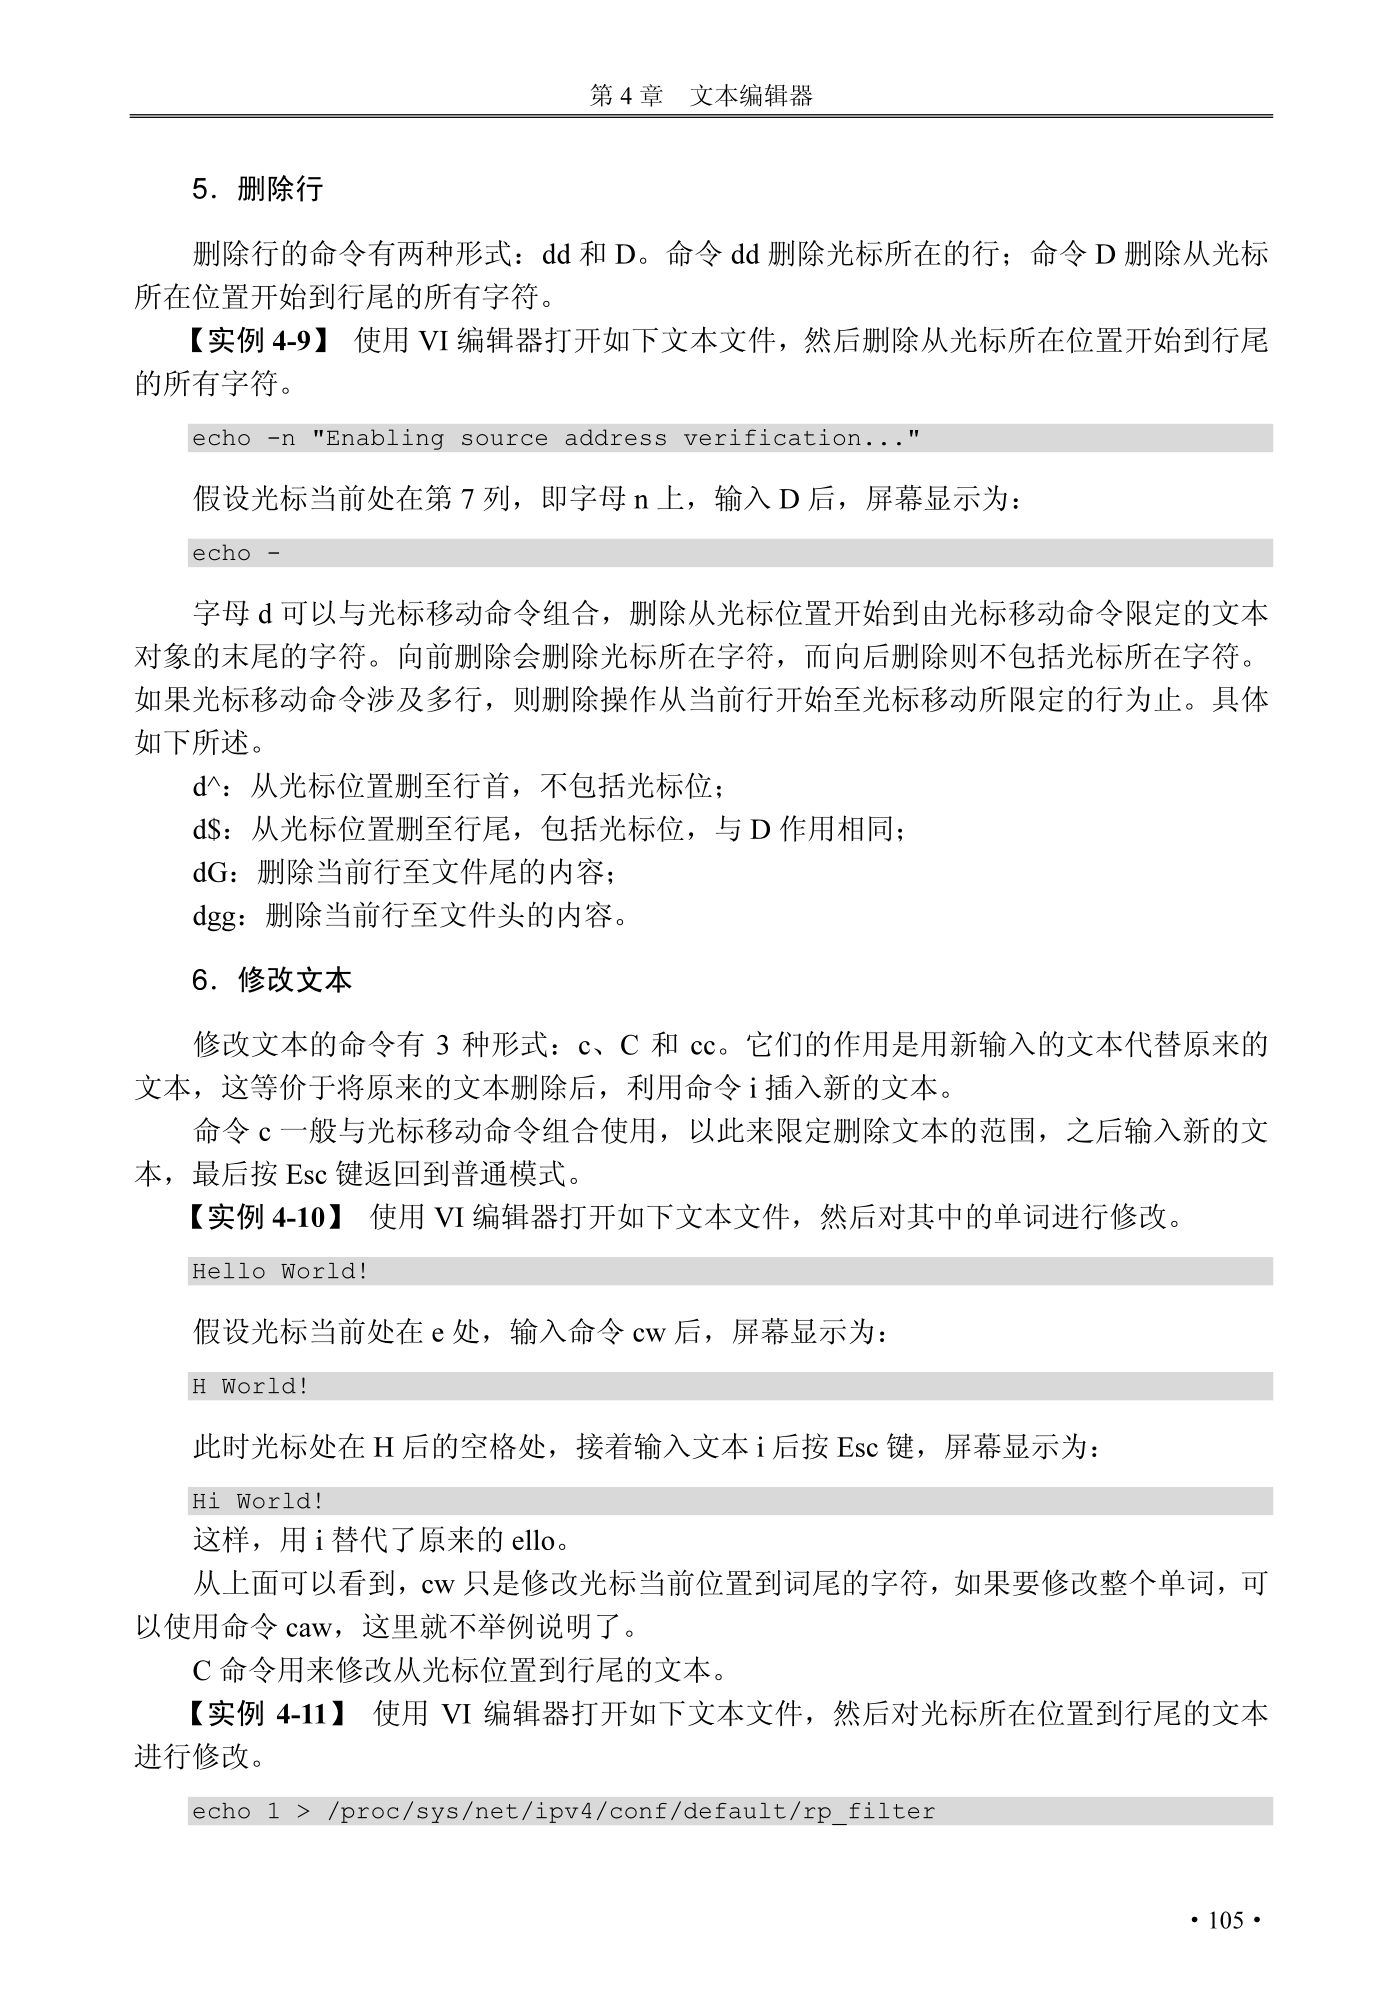 第 4 章 文本编辑器
5．删除行
删除行的命令有两种形式：dd 和 D。命令 dd 删除光标所在的行；命令 D 删除从光标
所在位置开始到行尾的所有字符。
【实例 4-9】 使用 VI 编辑器打开如下文本文件，然后删除从光标所在位置开始到行尾
的所有字符。
echo -n "Enabling source address verification..."
假设光标当前处在第 7 列，即字母 n 上，输入 D 后，屏幕显示为：
echo -
字母 d 可以与光标移动命令组合，删除从光标位置开始到由光标移动命令限定的文本
对象的末尾的字符。向前删除会删除光标所在字符，而向后删除则不包括光标所在字符。
如果光标移动命令涉及多行，则删除操作从当前行开始至光标移动所限定的行为止。具体
如下所述。
d^：从光标位置删至行首，不包括光标位；
d$：从光标位置删至行尾，包括光标位，与 D 作用相同；
dG：删除当前行至文件尾的内容；
dgg：删除当前行至文件头的内容。
6．修改文本
修改文本的命令有 3 种形式：c、C 和 cc。它们的作用是用新输入的文本代替原来的
文本，这等价于将原来的文本删除后，利用命令 i 插入新的文本。
命令 c 一般与光标移动命令组合使用，以此来限定删除文本的范围，之后输入新的文
本，最后按 Esc 键返回到普通模式。
【实例 4-10】 使用 VI 编辑器打开如下文本文件，然后对其中的单词进行修改。
Hello World!
假设光标当前处在 e 处，输入命令 cw 后，屏幕显示为：
H World!
此时光标处在 H 后的空格处，接着输入文本 i 后按 Esc 键，屏幕显示为：
Hi World!
这样，用 i 替代了原来的 ello。
从上面可以看到，cw 只是修改光标当前位置到词尾的字符，如果要修改整个单词，可
以使用命令 caw，这里就不举例说明了。
C 命令用来修改从光标位置到行尾的文本。
【实例 4-11】 使用 VI 编辑器打开如下文本文件，然后对光标所在位置到行尾的文本
进行修改。
echo 1 > /proc/sys/net/ipv4/conf/default/rp_filter
• 105 •